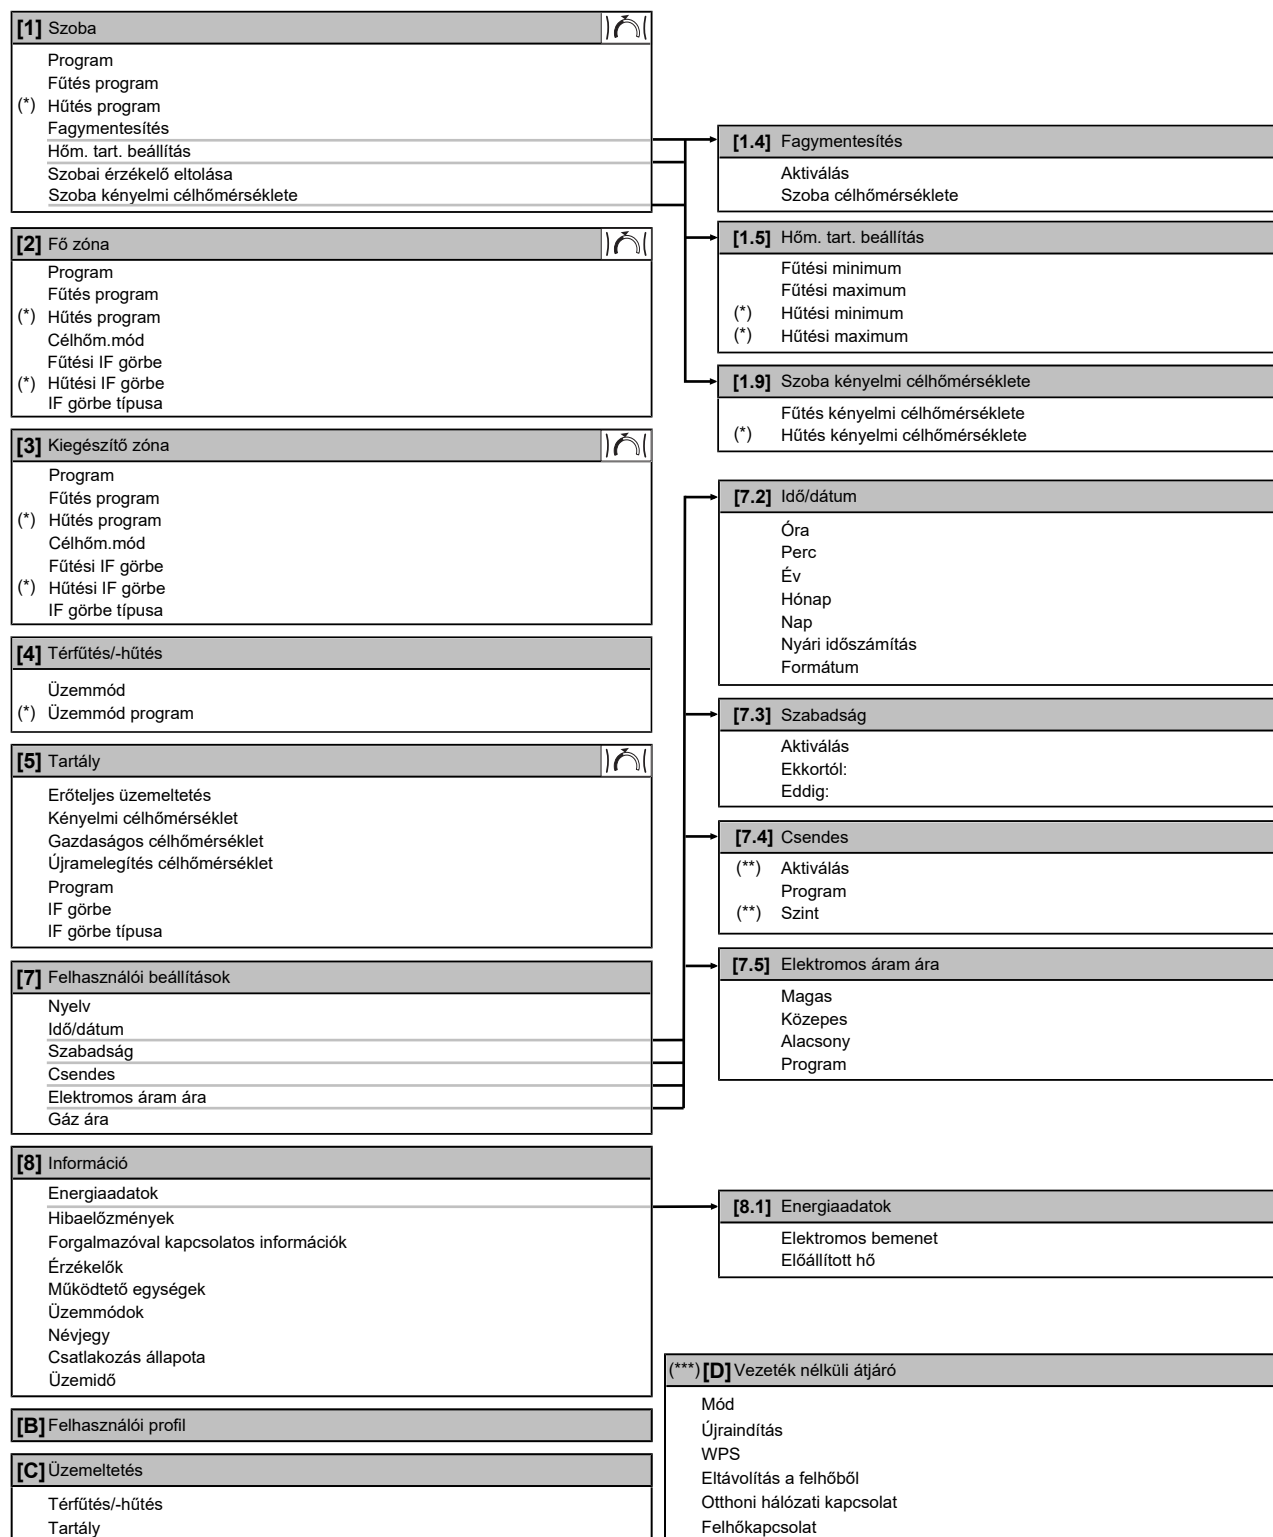 [1] Szoba
Program
Fűtés program
(*) Hűtés program
Fagymentesítés
Hőm. tart. beállítás
Szobai érzékelő eltolása
Szoba kényelmi célhőmérséklete
[2] Fő zóna
Program
Fűtés program
(*) Hűtés program
Célhőm.mód
Fűtési IF görbe
(*) Hűtési IF görbe
IF görbe típusa
[3] Kiegészítő zóna
Program
Fűtés program
(*) Hűtés program
Célhőm.mód
Fűtési IF görbe
(*) Hűtési IF görbe
IF görbe típusa
[4] Térfűtés/-hűtés
Üzemmód
(*) Üzemmód program
[5] Tartály
Erőteljes üzemeltetés
Kényelmi célhőmérséklet
Gazdaságos célhőmérséklet
Újramelegítés célhőmérséklet
Program
IF görbe
IF görbe típusa
[7] Felhasználói beállítások
Nyelv
Idő/dátum
Szabadság
Csendes
Elektromos áram ára
Gáz ára
[8] Információ
Energiaadatok
Hibaelőzmények
Forgalmazóval kapcsolatos információk
Érzékelők
Működtető egységek
Üzemmódok
Névjegy
Csatlakozás állapota
Üzemidő
[B] Felhasználói profil
[C] Üzemeltetés
Térfűtés/-hűtés
Tartály
[1.4] Fagymentesítés
Aktiválás
Szoba célhőmérséklete
[1.5] Hőm. tart. beállítás
Fűtési minimum
Fűtési maximum
(*) Hűtési minimum
(*) Hűtési maximum
[1.9] Szoba kényelmi célhőmérséklete
Fűtés kényelmi célhőmérséklete
(*) Hűtés kényelmi célhőmérséklete
[7.2] Idő/dátum
Óra
Perc
Év
Hónap
Nap
Nyári időszámítás
Formátum
[7.3] Szabadság
Aktiválás
Ekkortól:
Eddig:
[7.4] Csendes
(**) Aktiválás
Program
(**) Szint
[7.5] Elektromos áram ára
Magas
Közepes
Alacsony
Program
[8.1] Energiaadatok
Elektromos bemenet
Előállított hő
(***) [D] Vezeték nélküli átjáró
Mód
Újraindítás
WPS
Eltávolítás a felhőből
Otthoni hálózati kapcsolat
Felhőkapcsolat